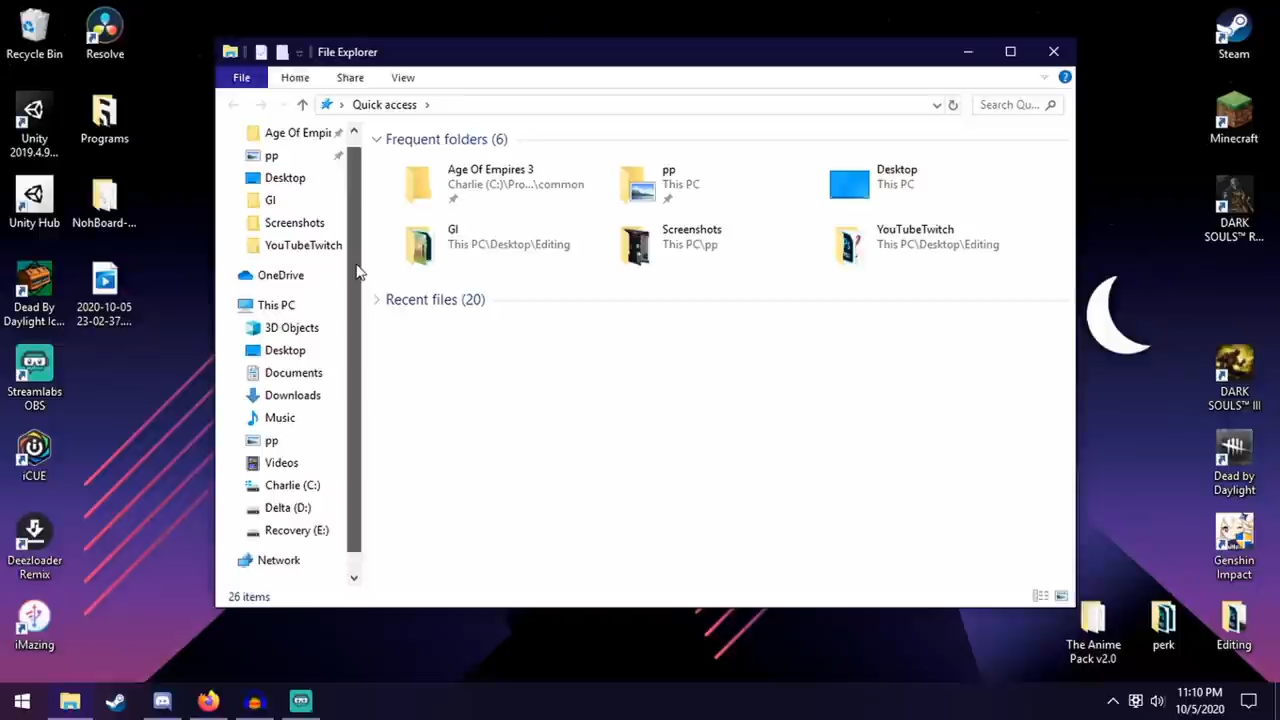 Recycle Bin
Resolve
Unity
2019.4.9...
Programs
Unity Hub
NohBoard-...
Dead By
Daylight Ic...
2020-10-05
23-02-37....
Streamlabs
OBS
iCUE
Deezloader
Remix
iMazing
File Explorer
File
Home
Share
View
Quick access
Search Qu...
Age Of Empir
pp
Desktop
GI
Screenshots
YouTubeTwitch
OneDrive
This PC
3D Objects
Desktop
Documents
Downloads
Music
pp
Videos
Charlie (C:)
Delta (D:)
Recovery (E:)
Network
Frequent folders (6)
Age Of Empires 3
Charlie (C:)\Pro...\common
pp
This PC
Desktop
This PC
GI
This PC\Desktop\Editing
Screenshots
This PC\pp
YouTubeTwitch
This PC\Desktop\Editing
Recent files (20)
26 items
Steam
Minecraft
DARK
SOULS™ R...
DARK
SOULS™ III
Dead by
Daylight
Genshin
Impact
The Anime
Pack v2.0
perk
Editing
11:10 PM
10/5/2020